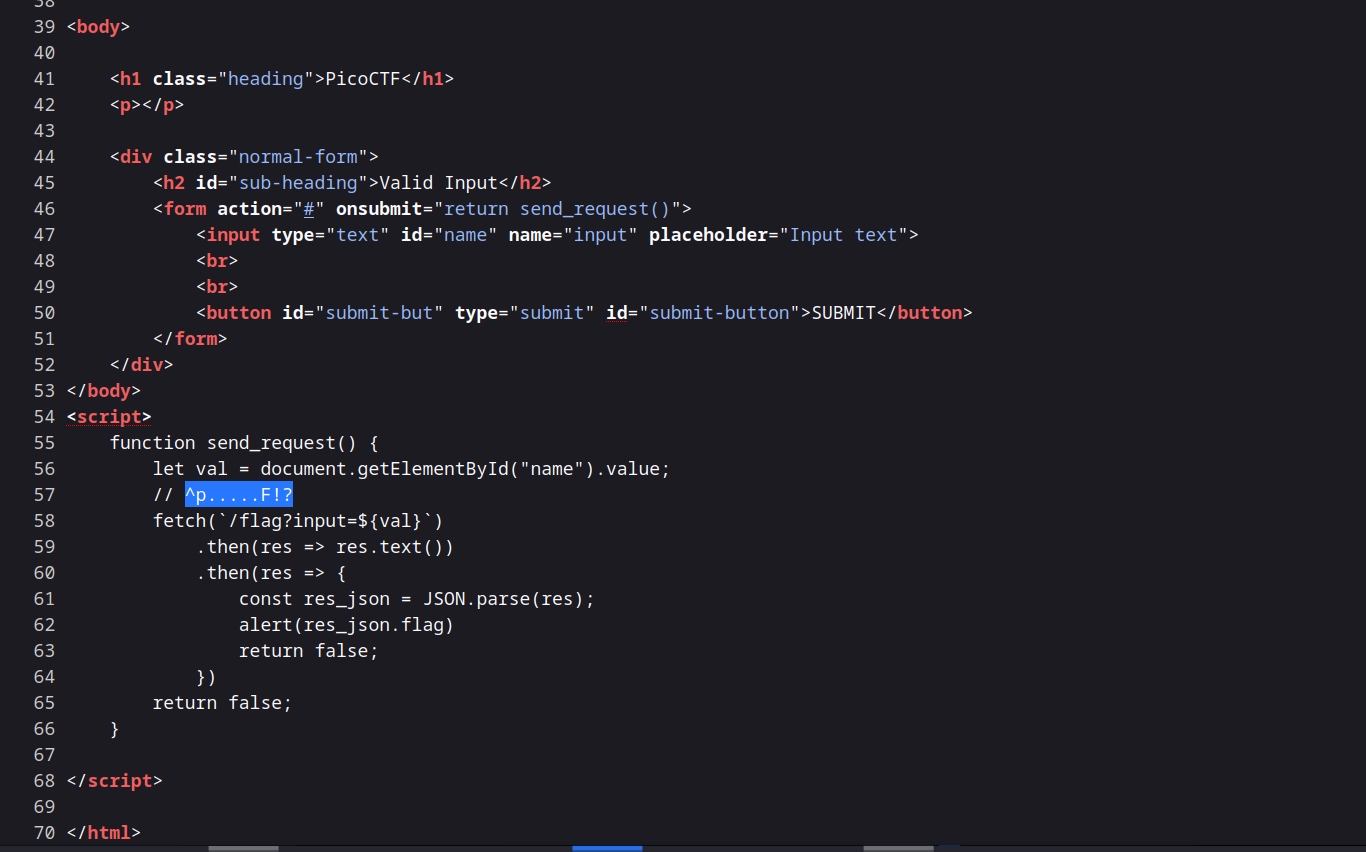 38
39 <body>
40
41     <h1 class="heading">PicoCTF</h1>
42     <p></p>
43
44     <div class="normal-form">
45         <h2 id="sub-heading">Valid Input</h2>
46         <form action="#" onsubmit="return send_request()">
47             <input type="text" id="name" name="input" placeholder="Input text">
48             <br>
49             <br>
50             <button id="submit-but" type="submit" id="submit-button">SUBMIT</button>
51         </form>
52     </div>
53 </body>
54 <script>
55     function send_request() {
56         let val = document.getElementById("name").value;
57         // ^p.....F!?
58         fetch(`/flag?input=${val}`)
59             .then(res => res.text())
60             .then(res => {
61                 const res_json = JSON.parse(res);
62                 alert(res_json.flag)
63                 return false;
64             })
65         return false;
66     }
67
68 </script>
69
70 </html>